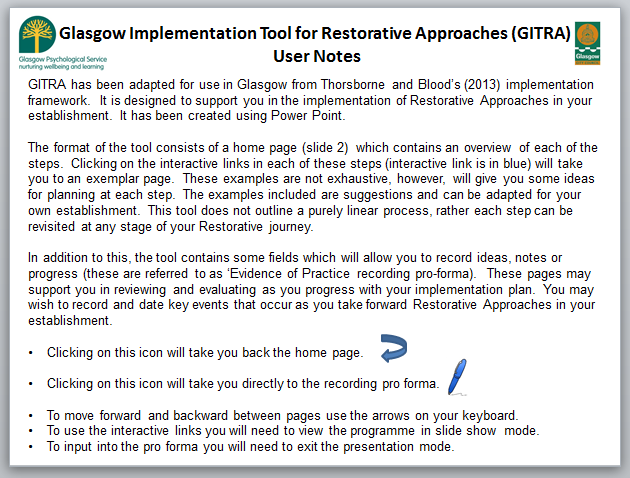 Glasgow Implementation Tool for Restorative Approaches (GITRA)
User Notes
Glasgow Psychological Service
nurturing wellbeing and learning
Glasgow
GITRA has been adapted for use in Glasgow from Thorsborne and Blood's (2013) implementation
framework. It is designed to support you in the implementation of Restorative Approaches in your
establishment. It has been created using Power Point.
The format of the tool consists of a home page (slide 2) which contains an overview of each of the
steps. Clicking on the interactive links in each of these steps (interactive link is in blue) will take
you to an exemplar page. These examples are not exhaustive, however, will give you some ideas
for planning at each step. The examples included are suggestions and can be adapted for your
own establishment. This tool does not outline a purely linear process, rather each step can be
revisited at any stage of your Restorative journey.
In addition to this, the tool contains some fields which will allow you to record ideas, notes or
progress (these are referred to as ‘Evidence of Practice recording pro-forma). These pages may
support you in reviewing and evaluating as you progress with your implementation plan. You may
wish to record and date key events that occur as you take forward Restorative Approaches in your
establishment.
• Clicking on this icon will take you back the home page.
• Clicking on this icon will take you directly to the recording pro forma.
• To move forward and backward between pages use the arrows on your keyboard.
• To use the interactive links you will need to view the programme in slide show mode.
• To input into the pro forma you will need to exit the presentation mode.